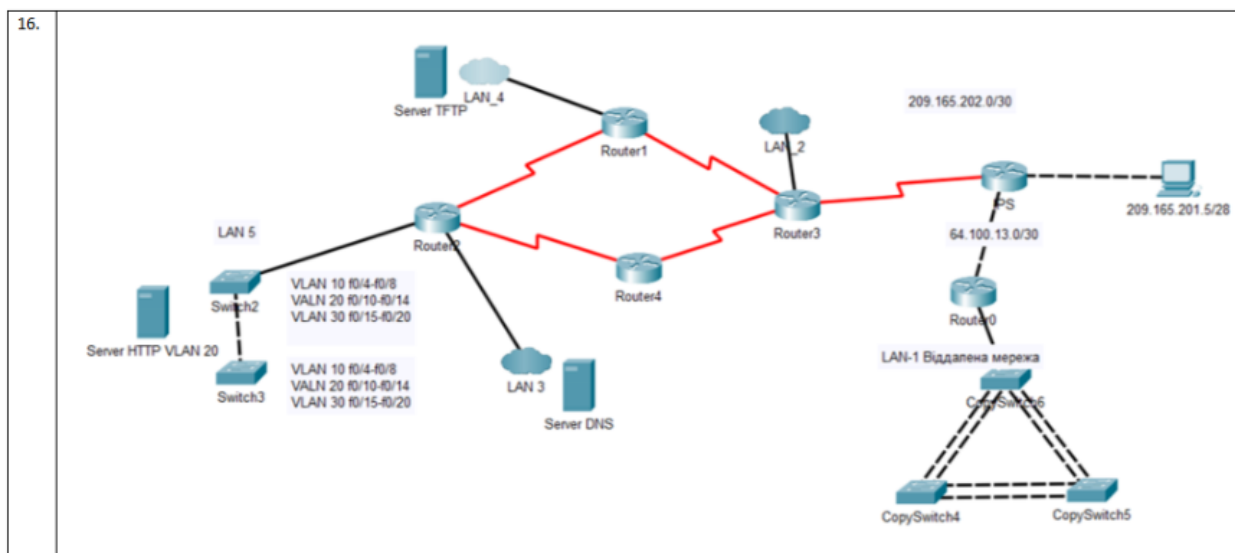 16.
Server TFTP
LAN_4
Router1
LAN_2
209.165.202.0/30
PS
209.165.201.5/28
Router3
64.100.13.0/30
Router2
LAN 5
Router4
Switch2
VLAN 10 f0/4-f0/8
VALN 20 f0/10-f0/14
VLAN 30 f0/15-f0/20
Router0
Server HTTP VLAN 20
LAN-1 Віддалена мережа
Switch3
VLAN 10 f0/4-f0/8
VALN 20 f0/10-f0/14
VLAN 30 f0/15-f0/20
LAN 3
Server DNS
CopySwitch6
CopySwitch4
CopySwitch5